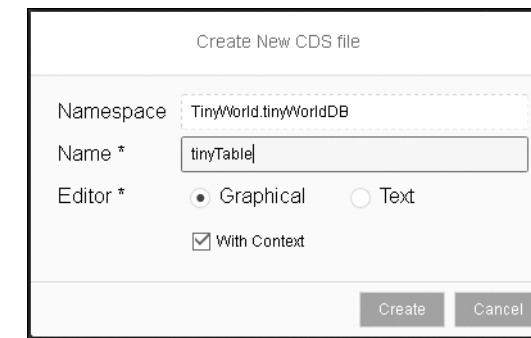 Create New CDS file
Namespace TinyWorld.tinyWorldDB
Name * tinyTable
Editor * Graphical Text
With Context
Create Cancel